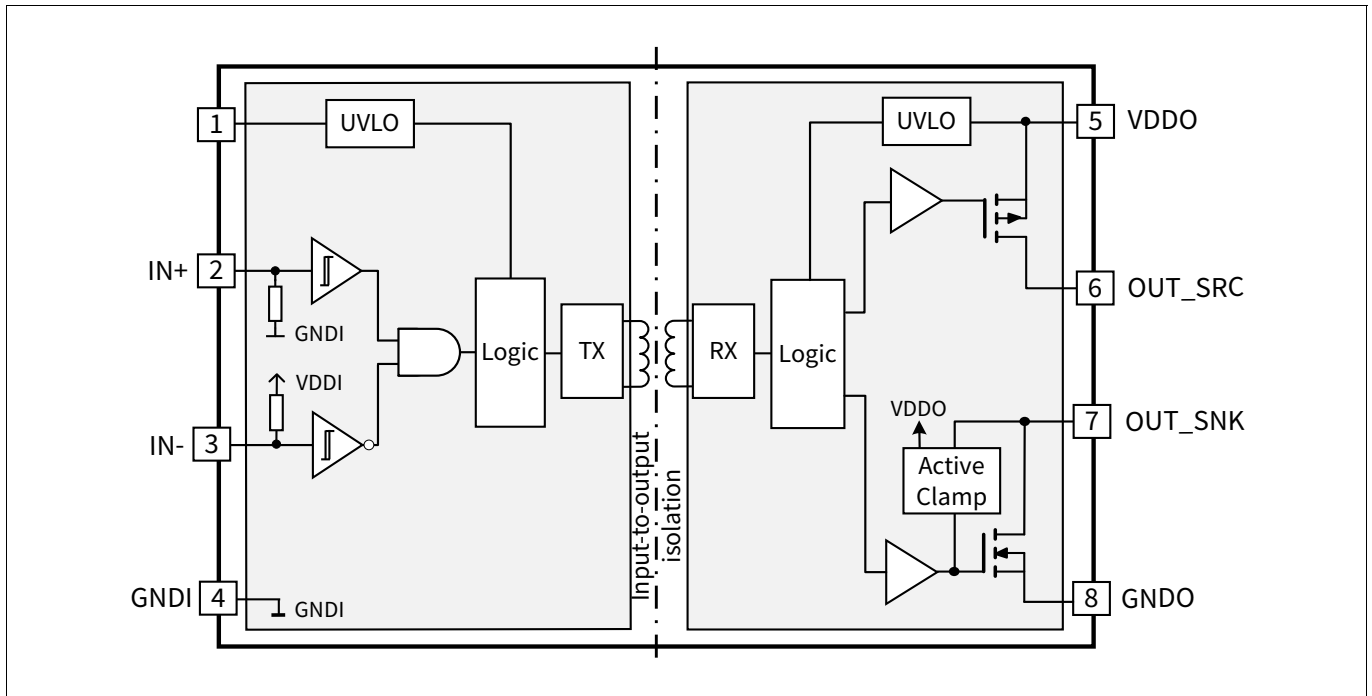 1
UVLO
IN+
2
GNDI
VDDI
IN-
3
GNDI
4
GNDI
Logic
TX
Input-to-output
isolation
RX
Logic
UVLO
5
VDDO
6
OUT_SRC
VDDO
Active
Clamp
7
OUT_SNK
8
GNDO